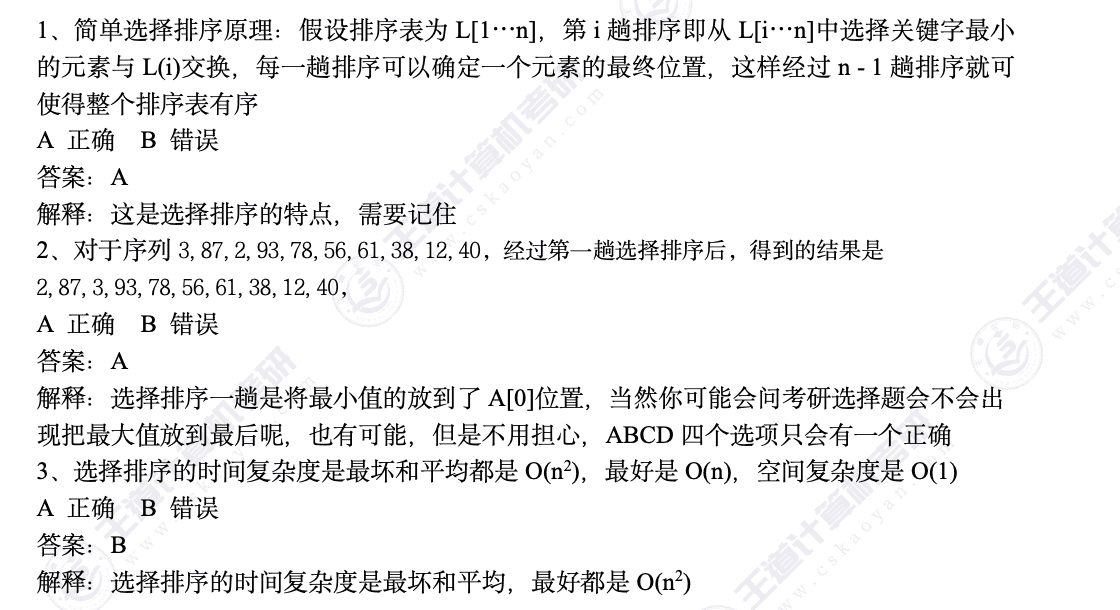 1、简单选择排序原理：假设排序表为 L[1…n]，第 i 趟排序即从 L[i…n]中选择关键字最小
的元素与 L(i)交换，每一趟排序可以确定一个元素的最终位置，这样经过 n - 1 趟排序就可
使得整个排序表有序
A 正确 B 错误
答案：A
解释：这是选择排序的特点，需要记住
2、对于序列 3, 87, 2, 93, 78, 56, 61, 38, 12, 40，经过第一趟选择排序后，得到的结果是
2, 87, 3, 93, 78, 56, 61, 38, 12, 40，
A 正确 B 错误
答案：A
解释：选择排序一趟是将最小值的放到了 A[0]位置，当然你可能会问考研选择题会不会出
现把最大值放到最后呢，也有可能，但是不用担心，ABCD 四个选项只会有一个正确
3、选择排序的时间复杂度是最坏和平均都是 O(n²)，最好是 O(n)，空间复杂度是 O(1)
A 正确 B 错误
答案：B
解释：选择排序的时间复杂度是最坏和平均，最好都是 O(n²)
王道计算机考研
www.cskaoyan.com